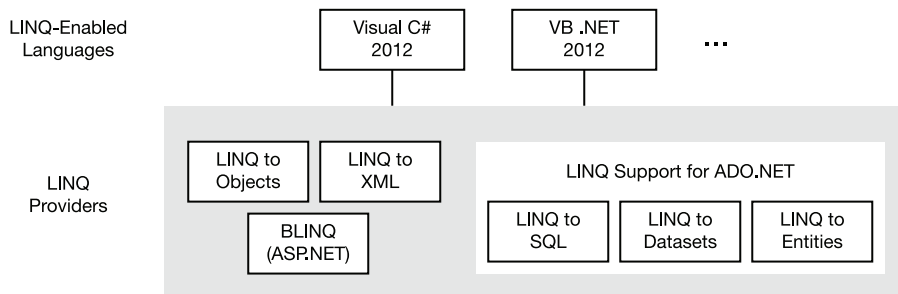 LINQ-Enabled
Languages
Visual C#
2012
VB .NET
2012
...
LINQ
Providers
LINQ to
Objects
LINQ to
XML
BLINQ
(ASP.NET)
LINQ Support for ADO.NET
LINQ to
SQL
LINQ to
Datasets
LINQ to
Entities